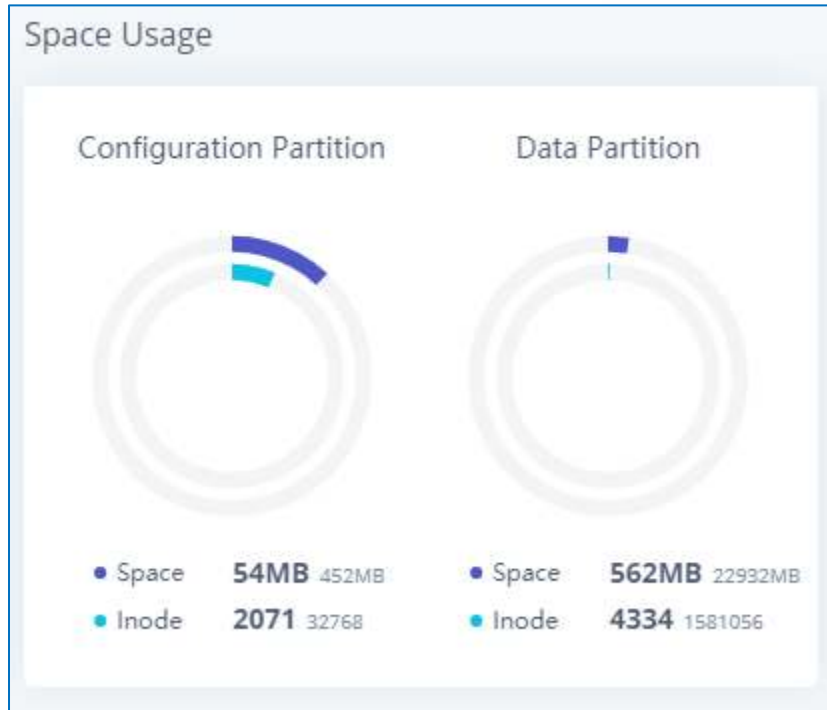 Space Usage
Configuration Partition
Data Partition
Space 54MB 452MB
Inode 2071 32768
Space 562MB 22932MB
Inode 4334 1581056